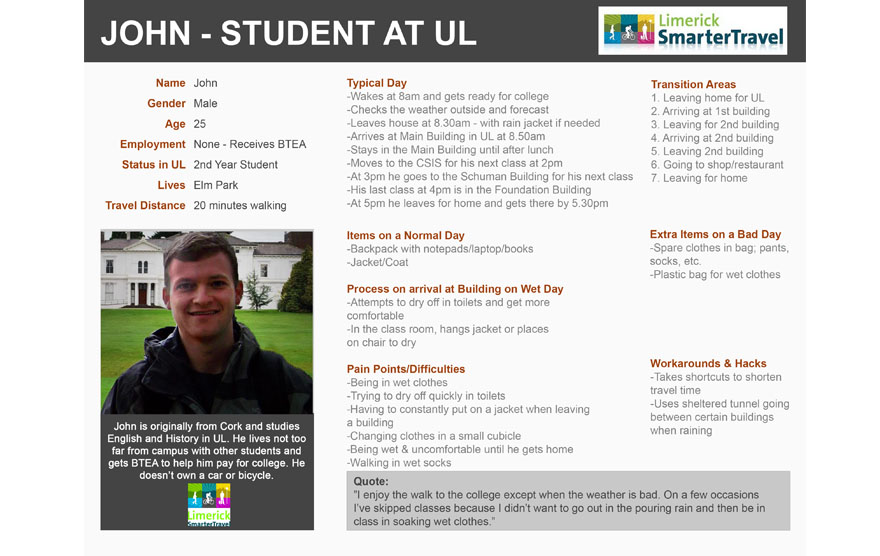 JOHN - STUDENT AT UL
Limerick
SmarterTravel
Name John
Gender Male
Age 25
Employment None - Receives BTEA
Status in UL 2nd Year Student
Lives Elm Park
Travel Distance 20 minutes walking
John is originally from Cork and studies
English and History in UL. He lives not too
far from campus with other students and
gets BTEA to help him pay for college. He
doesn't own a car or bicycle.
Limerick
SmarterTravel
Typical Day
-Wakes at 8am and gets ready for college
-Checks the weather outside and forecast
-Leaves house at 8.30am - with rain jacket if needed
-Arrives at Main Building in UL at 8.50am
-Stays in the Main Building until after lunch
-Moves to the CSIS for his next class at 2pm
-At 3pm he goes to the Schuman Building for his next class
-His last class at 4pm is in the Foundation Building
-At 5pm he leaves for home and gets there by 5.30pm
Transition Areas
1. Leaving home for UL
2. Arriving at 1st building
3. Leaving for 2nd building
4. Arriving at 2nd building
5. Leaving 2nd building
6. Going to shop/restaurant
7. Leaving for home
Items on a Normal Day
-Backpack with notepads/laptop/books
-Jacket/Coat
Extra Items on a Bad Day
-Spare clothes in bag; pants,
socks, etc.
-Plastic bag for wet clothes
Process on arrival at Building on Wet Day
-Attempts to dry off in toilets and get more
comfortable
-In the class room, hangs jacket or places
on chair to dry
Pain Points/Difficulties
-Being in wet clothes
-Trying to dry off quickly in toilets
-Having to constantly put on a jacket when leaving
a building
-Changing clothes in a small cubicle
-Being wet & uncomfortable until he gets home
-Walking in wet socks
Workarounds & Hacks
-Takes shortcuts to shorten
travel time
-Uses sheltered tunnel going
between certain buildings
when raining
Quote:
"I enjoy the walk to the college except when the weather is bad. On a few occasions
I've skipped classes because I didn't want to go out in the pouring rain and then be in
class in soaking wet clothes."